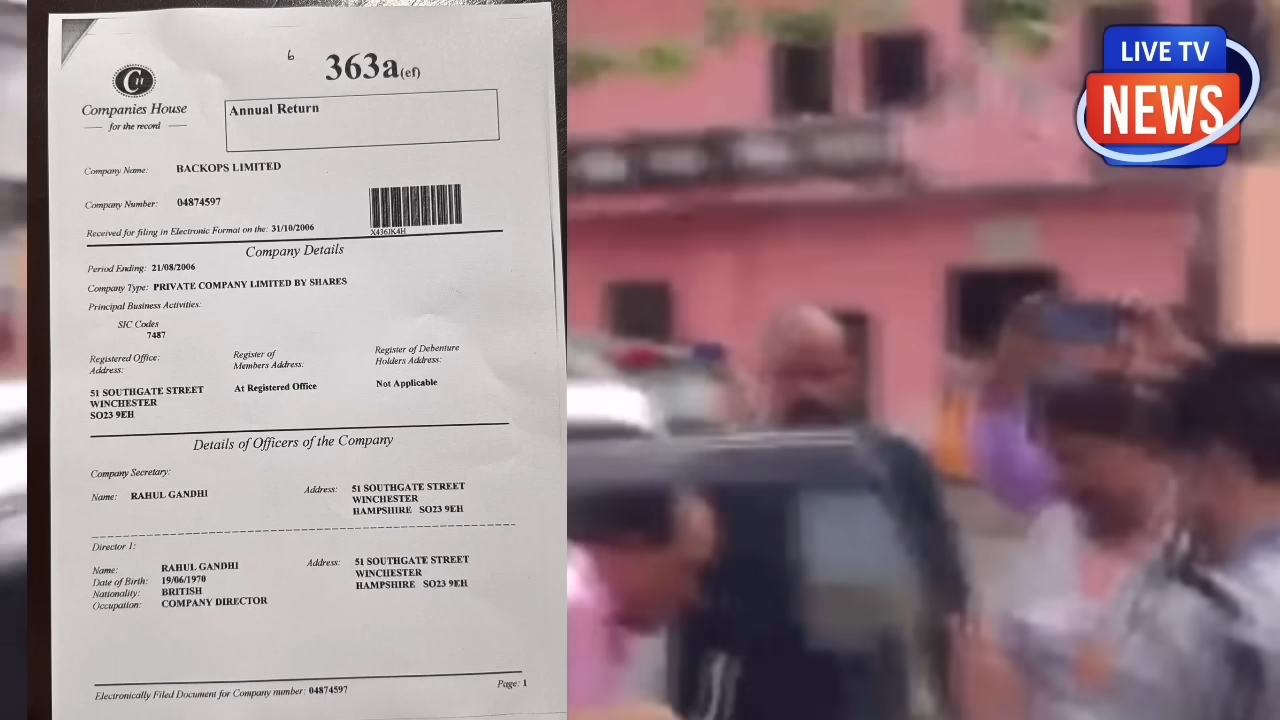 6
363a(ef)
CH
Companies House
for the record
Annual Return
Company Name: BACKOPS LIMITED
Company Number: 04874597
X436JK4H
Received for filing in Electronic Format on the: 31/10/2006
Company Details
Period Ending: 21/08/2006
Company Type: PRIVATE COMPANY LIMITED BY SHARES
Principal Business Activities:
SIC Codes
7487
Registered Office Address:
51 SOUTHGATE STREET
WINCHESTER
SO23 9EH
Register of Members Address:
At Registered Office
Register of Debenture Holders Address:
Not Applicable
Details of Officers of the Company
Company Secretary:
Name: RAHUL GANDHI
Address: 51 SOUTHGATE STREET
WINCHESTER
HAMPSHIRE SO23 9EH
Director 1:
Name: RAHUL GANDHI
Date of Birth: 19/06/1970
Nationality: BRITISH
Occupation: COMPANY DIRECTOR
Address: 51 SOUTHGATE STREET
WINCHESTER
HAMPSHIRE SO23 9EH
Electronically Filed Document for Company number: 04874597
Page: 1
LIVE TV
NEWS